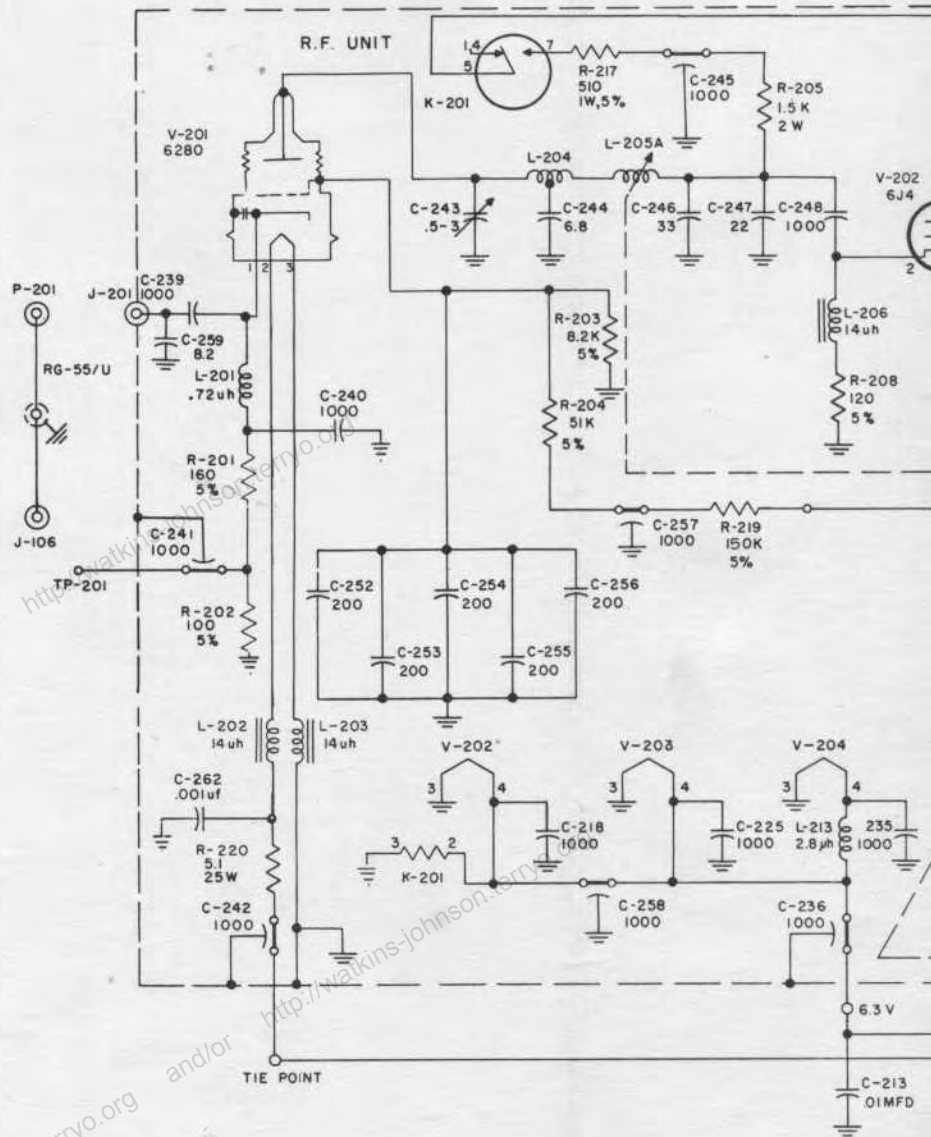 R.F. UNIT
1,4
5
7
K-201
R-217
510
1W,5%
C-245
1000
R-205
1.5 K
2 W
V-201
6280
L-204
L-205A
V-202
6J4
C-243
.5-3
C-244
6.8
C-246
33
C-247
22
C-248
1000
2
1
2
3
P-201
J-201
C-239
1000
C-259
8.2
RG-55/U
L-201
.72uh
C-240
1000
R-203
8.2K
5%
L-206
14uh
R-204
51K
5%
R-208
120
5%
R-201
160
5%
J-106
C-241
1000
TP-201
C-257
1000
R-219
150K
5%
R-202
100
5%
C-252
200
C-254
200
C-256
200
C-253
200
C-255
200
L-202
14uh
L-203
14uh
V-202
3
4
V-203
3
4
V-204
3
4
C-262
.001uf
C-218
1000
C-225
1000
L-213
2.8µh
235
1000
R-220
5.1
25W
3
2
K-201
C-242
1000
C-258
1000
C-236
1000
6.3 V
TIE POINT
C-213
.01MFD
http://watkins-johnson.terryo.org
http://watkins-johnson.terryo.o
rryo.org and/or